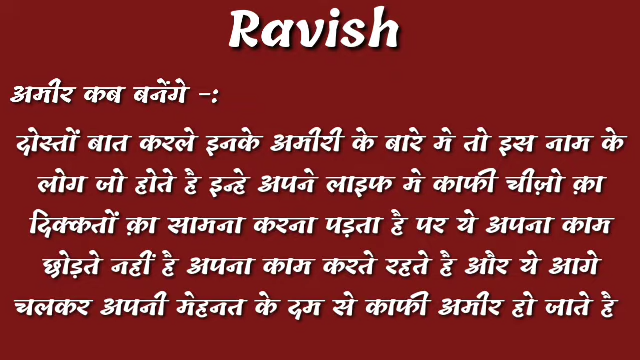 Ravish
अमीर कब बनेंगे -:
दोस्तों बात करले इनके अमीरी के बारे मे तो इस नाम के
लोग जो होते है इन्हे अपने लाइफ मे काफी चीज़ो क़ा
दिक्कतों क़ा सामना करना पड़ता है पर ये अपना काम
छोड़ते नहीं है अपना काम करते रहते है और ये आगे
चलकर अपनी मेहनत के दम से काफी अमीर हो जाते है